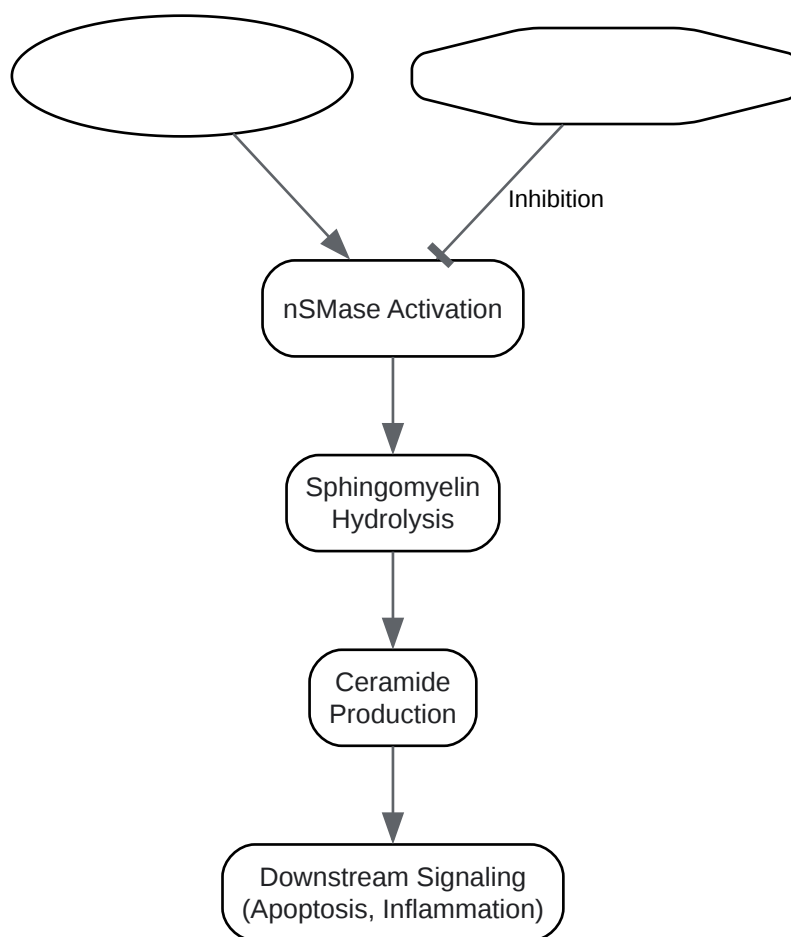 Inhibition
nSMase Activation
Sphingomyelin
Hydrolysis
Ceramide
Production
Downstream Signaling
(Apoptosis, Inflammation)